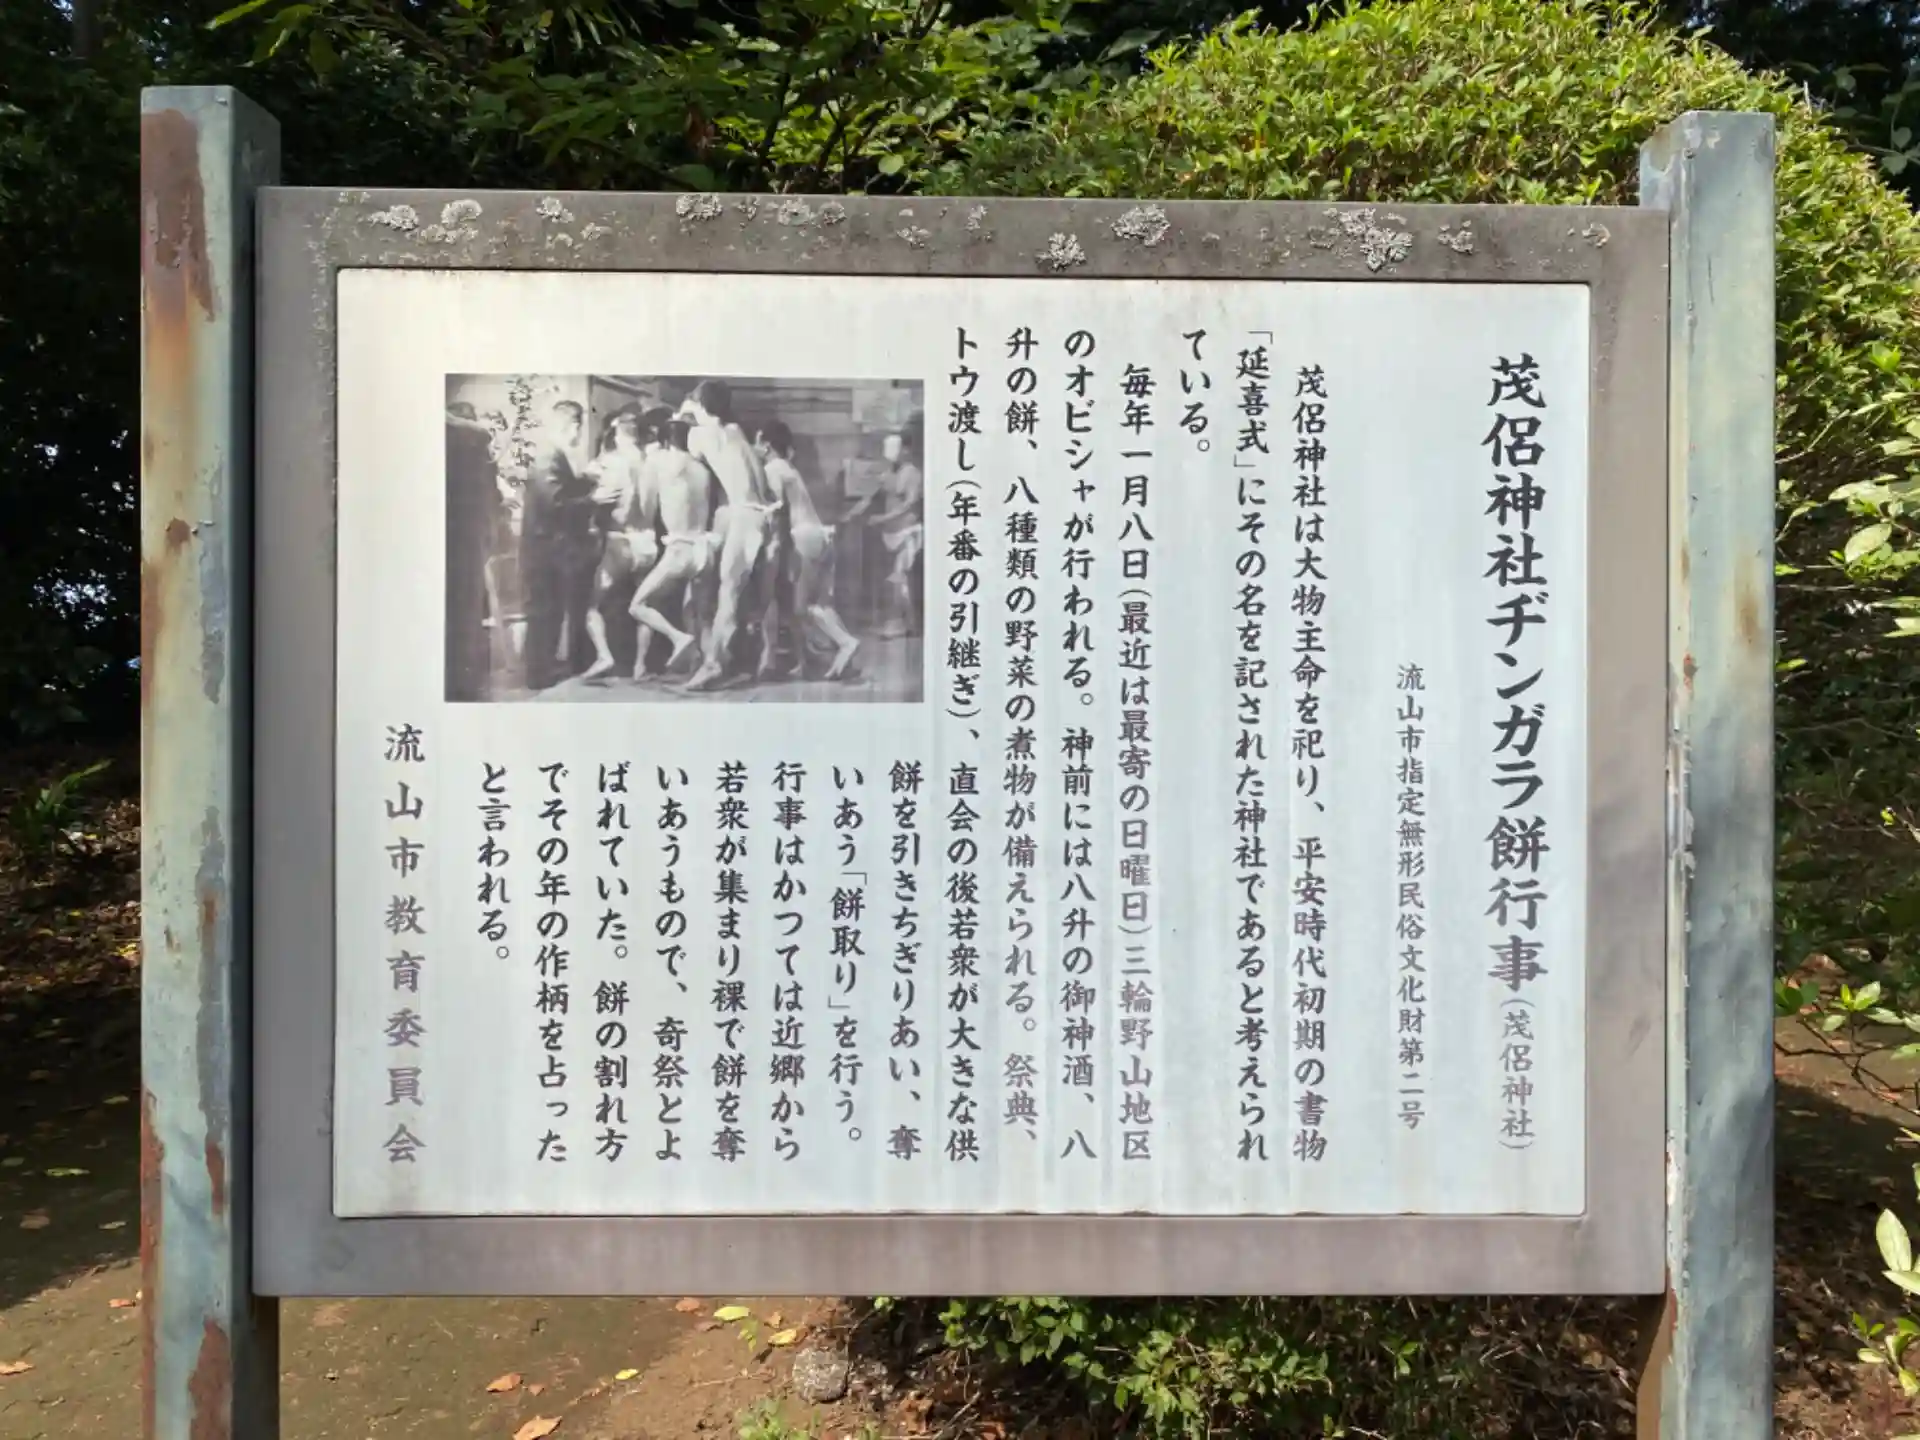 茂侶神社ヂンガラ餅行事(茂侶神社)
流山市指定無形民俗文化財第二号
茂侶神社は大物主命を祀り、平安時代初期の書物
「延喜式」にその名を記された神社であると考えられ
ている。
毎年一月八日(最近は最寄の日曜日)三輪野山地区
のオビシャが行われる。神前には八升の御神酒、八
升の餅、八種類の野菜の煮物が備えられる。祭典、
トウ渡し(年番の引継ぎ)、直会の後若衆が大きな供
餅を引きちぎりあい、奪
いあう「餅取り」を行う。
行事はかつては近郷から
若衆が集まり裸で餅を奪
いあうもので、奇祭とよ
ばれていた。餅の割れ方
でその年の作柄を占った
と言われる。
流山市教育委員会